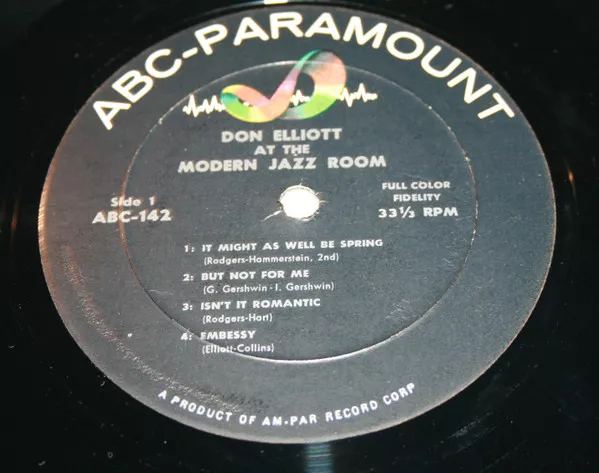 ABC-PARAMOUNT
DON ELLIOTT
AT THE
MODERN JAZZ ROOM
Side 1
ABC-142
FULL COLOR
FIDELITY
33⅓ RPM
1: IT MIGHT AS WELL BE SPRING
(Rodgers-Hammerstein, 2nd)
2: BUT NOT FOR ME
(G. Gershwin - I. Gershwin)
3: ISN'T IT ROMANTIC
(Rodgers-Hart)
4: EMBESSY
(Elliott-Collins)
A PRODUCT OF AM-PAR RECORD CORP